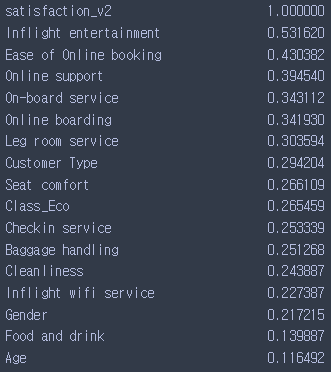 satisfaction_v2 1.000000
Inflight entertainment 0.531620
Ease of Online booking 0.430382
Online support 0.394540
On-board service 0.343112
Online boarding 0.341930
Leg room service 0.303594
Customer Type 0.294204
Seat comfort 0.266109
Class_Eco 0.265459
Checkin service 0.253339
Baggage handling 0.251268
Cleanliness 0.243887
Inflight wifi service 0.227387
Gender 0.217215
Food and drink 0.139887
Age 0.116492